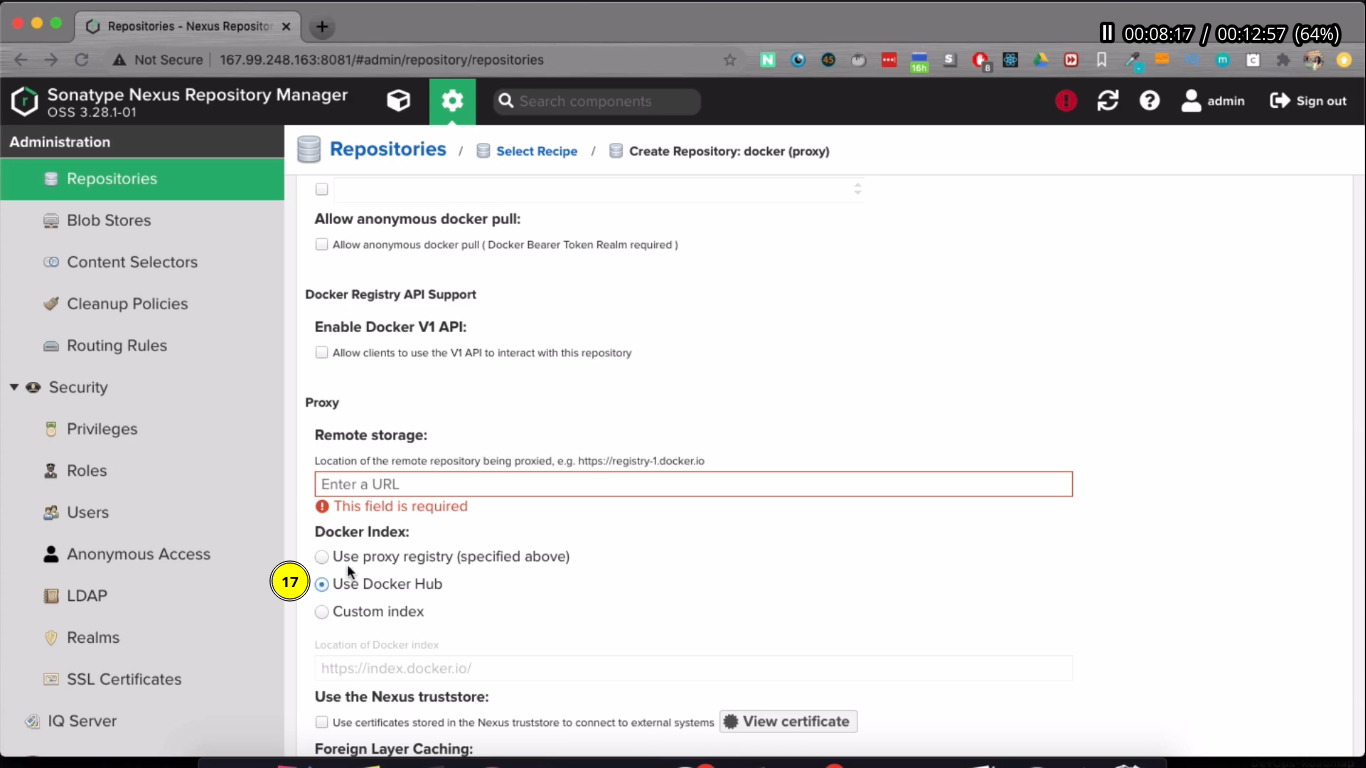 Repositories - Nexus Repositor
00:08:17 / 00:12:57 (64%)
Not Secure 167.99.248.163:8081/#admin/repository/repositories
45
16h
S
8
m
C
Sonatype Nexus Repository Manager
OSS 3.28.1-01
Search components
admin
Sign out
Administration
Repositories / Select Recipe / Create Repository: docker (proxy)
Repositories
Blob Stores
Content Selectors
Cleanup Policies
Routing Rules
Security
Privileges
Roles
Users
Anonymous Access
LDAP
Realms
SSL Certificates
IQ Server
Allow anonymous docker pull:
Allow anonymous docker pull ( Docker Bearer Token Realm required )
Docker Registry API Support
Enable Docker V1 API:
Allow clients to use the V1 API to interact with this repository
Proxy
Remote storage:
Location of the remote repository being proxied, e.g. https://registry-1.docker.io
Enter a URL
This field is required
Docker Index:
Use proxy registry (specified above)
17
Use Docker Hub
Custom index
Location of Docker index
https://index.docker.io/
Use the Nexus truststore:
Use certificates stored in the Nexus truststore to connect to external systems
View certificate
Foreign Layer Caching: